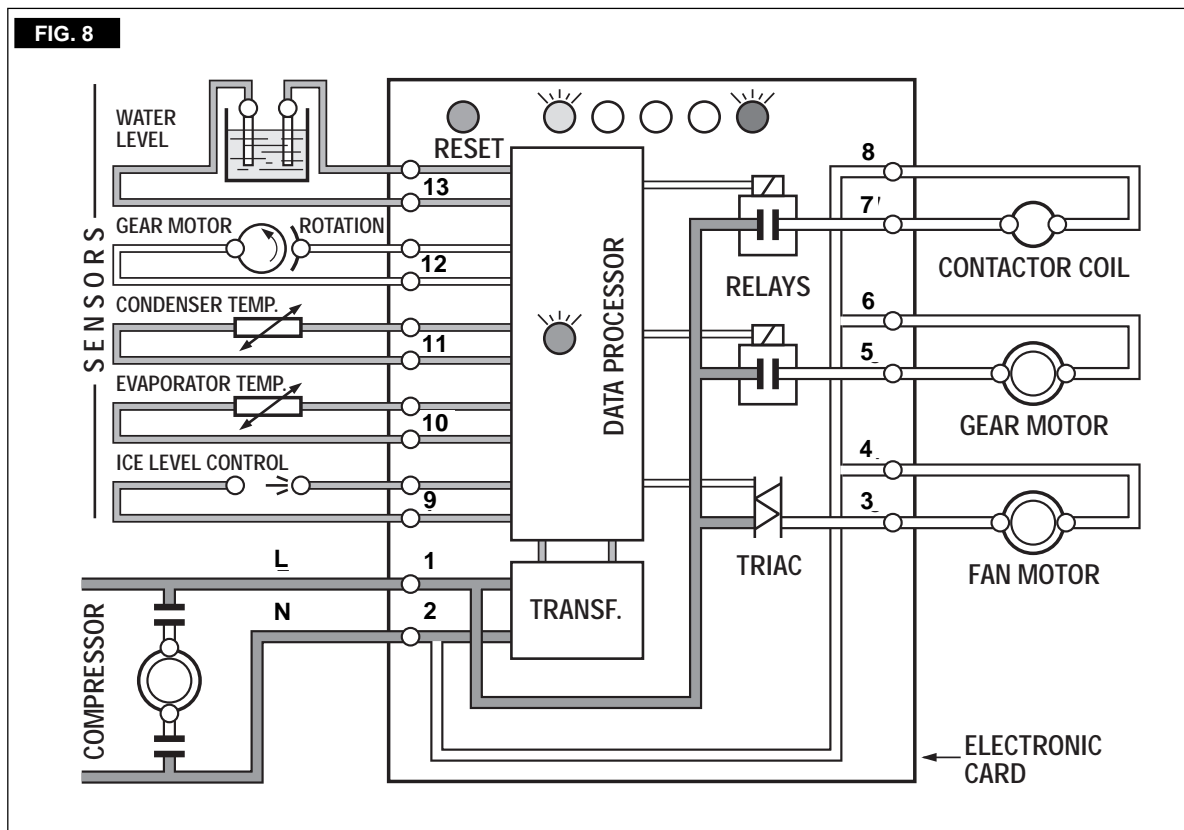 FIG. 8
WATER
LEVEL
RESET
13
GEAR MOTOR
ROTATION
12
CONDENSER TEMP.
11
EVAPORATOR TEMP.
10
ICE LEVEL CONTROL
9
SENSORS
L
1
N
2
COMPRESSOR
DATA PROCESSOR
TRANSF.
RELAYS
TRIAC
8
7
CONTACTOR COIL
6
5
GEAR MOTOR
4
3
FAN MOTOR
ELECTRONIC
CARD